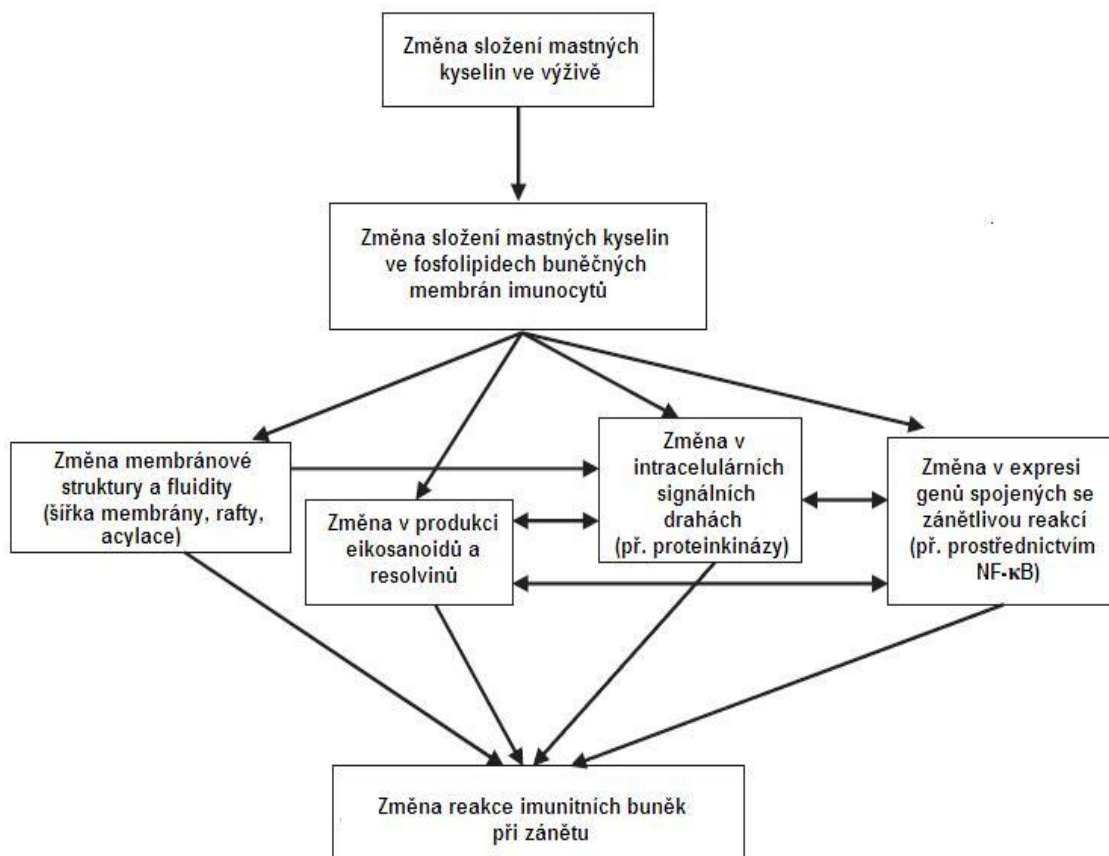 Změna složení mastných
kyselin ve výživě
Změna složení mastných kyselin
ve fosfolipidech buněčných
membrán imunocytů
Změna membránové
struktury a fluidity
(šířka membrány, rafty,
acylace)
Změna v produkci
eikosanoidů a
resolvinů
Změna v
intracelulárních
signálních
drahách
(př. proteinkinázy)
Změna v expresi
genů spojených se
zánětlivou reakcí
(př. prostřednictvím
NF-κB)
Změna reakce imunitních buněk
při zánětu